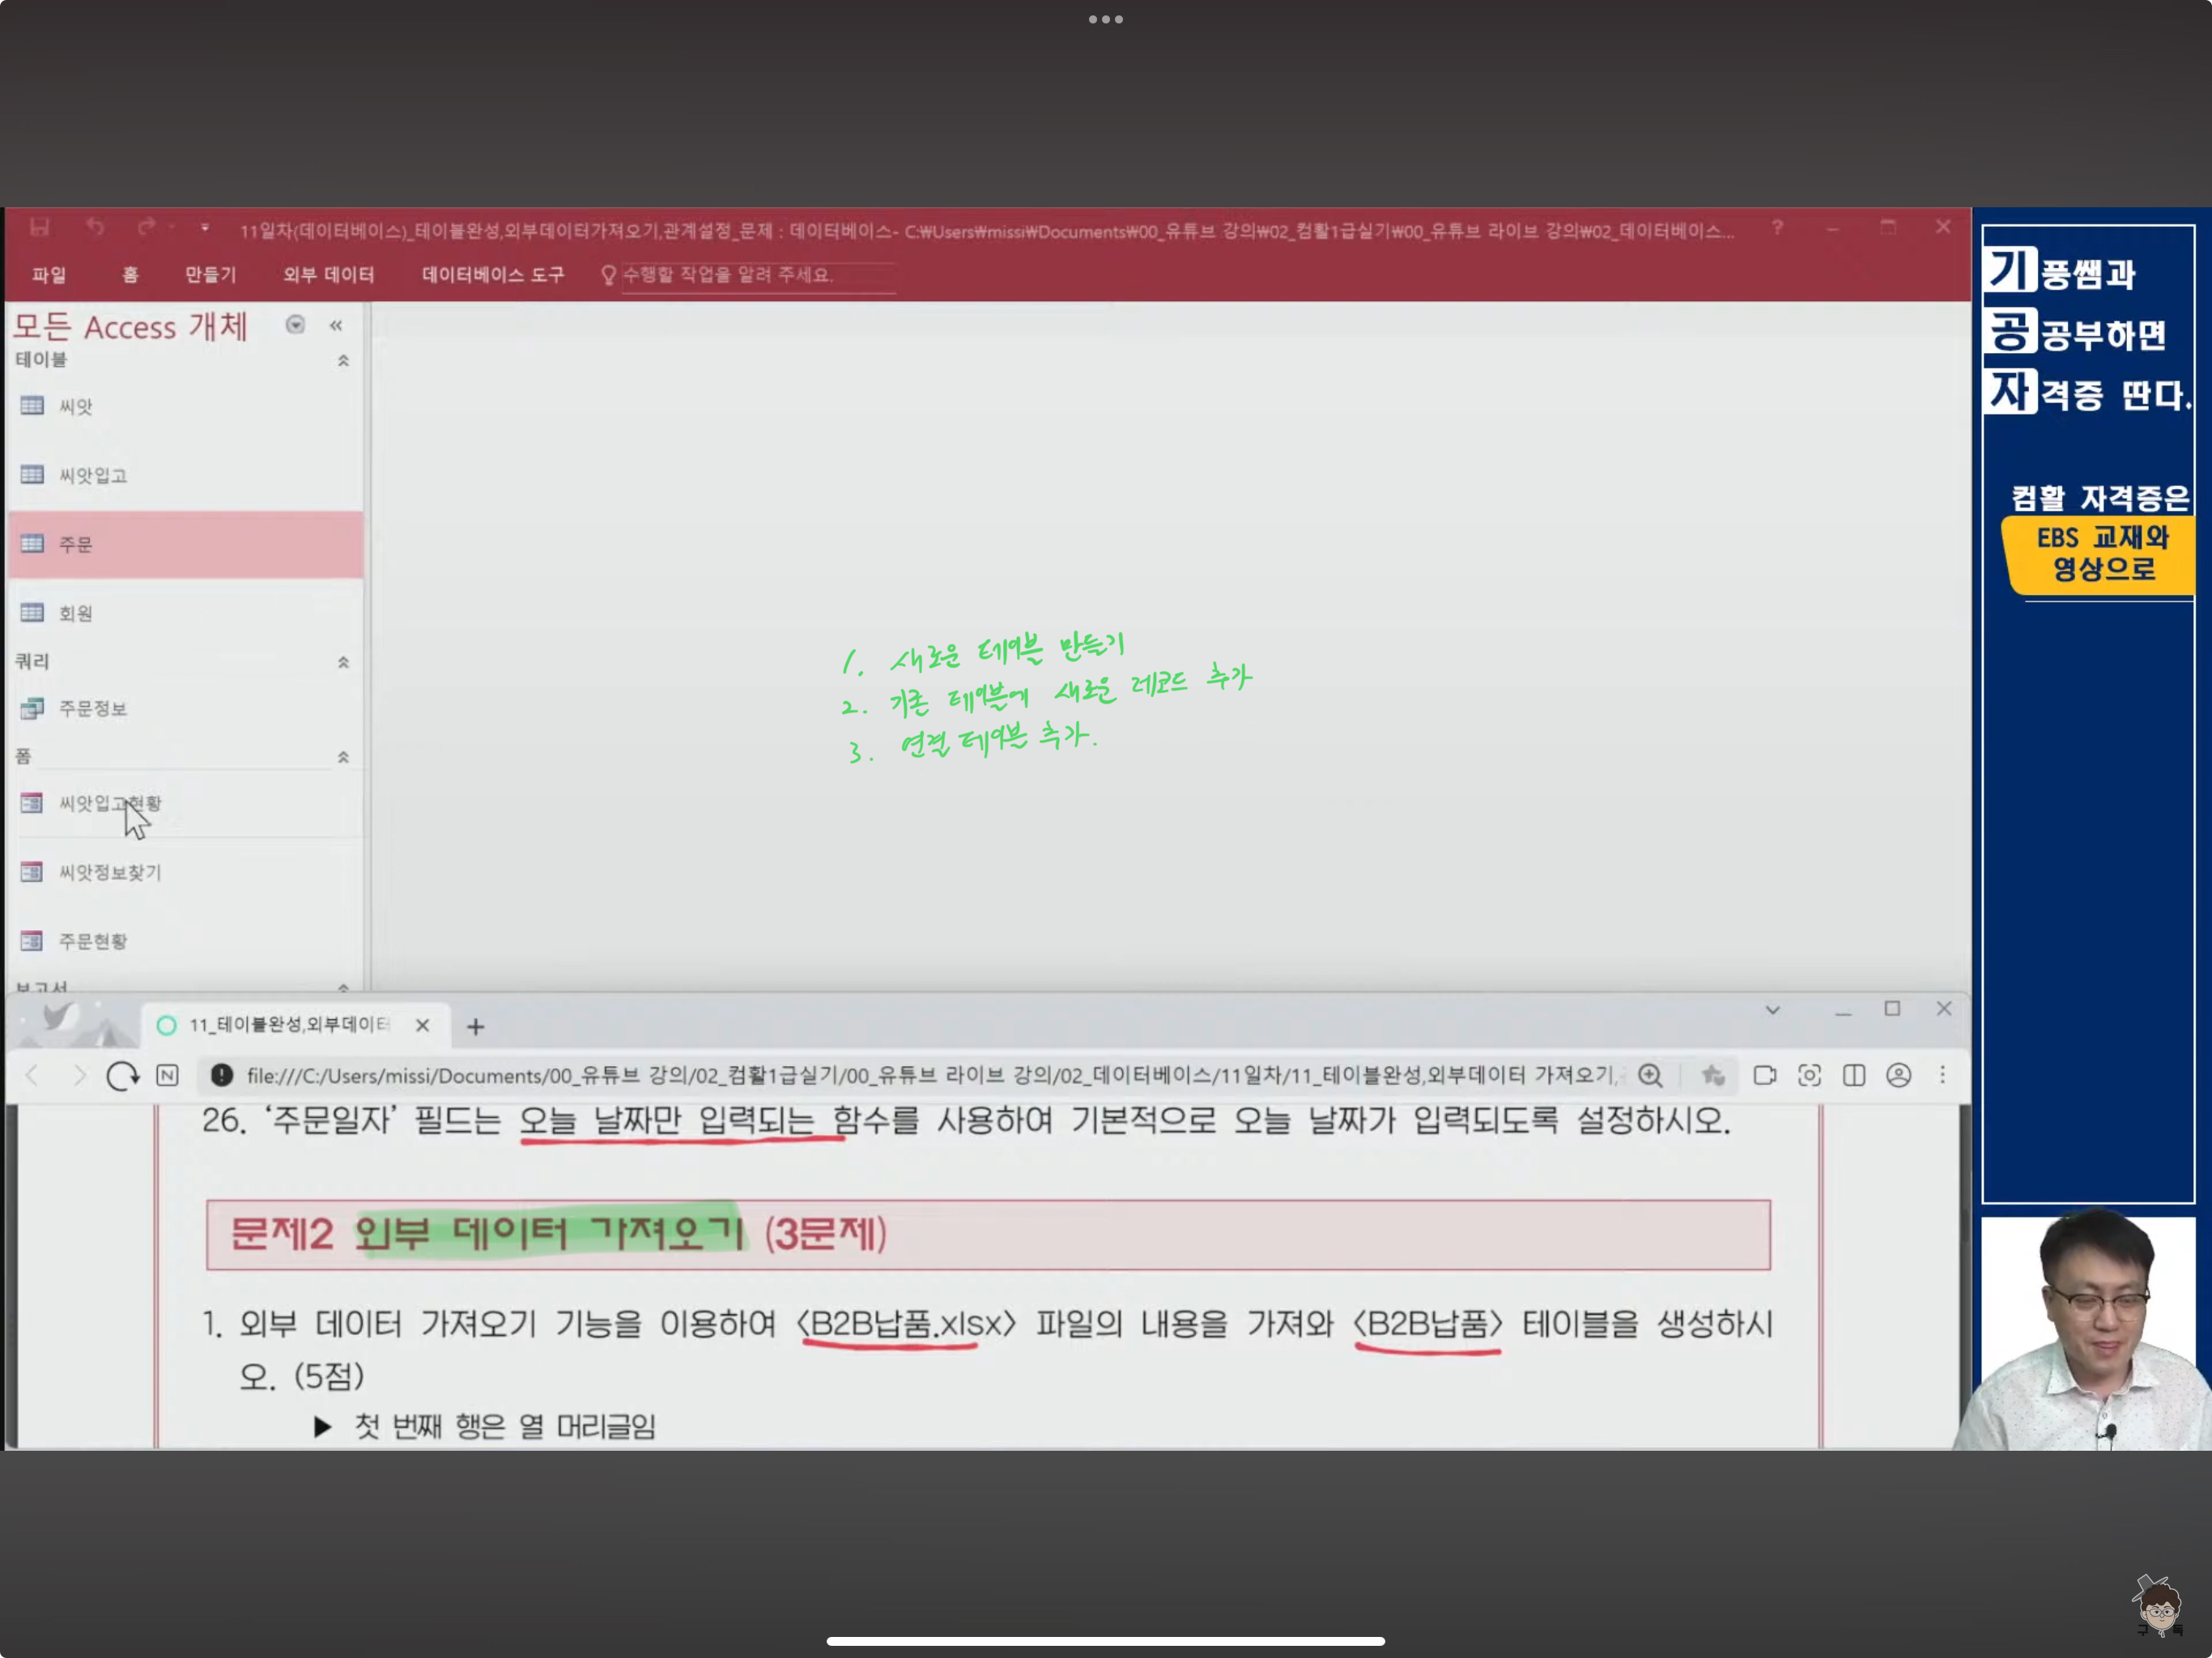 11일차(데이터베이스)_테이블완성,외부데이터가져오기,관계설정_문제 : 데이터베이스- C:₩Users₩missi₩Documents₩00_유튜브 강의₩02_컴활1급실기₩00_유튜브 라이브 강의₩02_데이터베이스...
파일 홈 만들기 외부 데이터 데이터베이스 도구 수행할 작업을 알려 주세요.
모든 Access 개체
테이블
씨앗
씨앗입고
주문
회원
쿼리
주문정보
폼
씨앗입고현황
씨앗정보찾기
주문현황
보고서
1. 새로운 테이블 만들기
2. 기존 테이블에 새로운 레코드 추가
3. 연결 테이블 추가.
기풍쌤과
공공부하면
자격증 딴다.
컴활 자격증은
EBS 교재와
영상으로
11_테이블완성,외부데이터
N file:///C:/Users/missi/Documents/00_유튜브 강의/02_컴활1급실기/00_유튜브 라이브 강의/02_데이터베이스/11일차/11_테이블완성,외부데이터 가져오기,
26. ‘주문일자’ 필드는 오늘 날짜만 입력되는 함수를 사용하여 기본적으로 오늘 날짜가 입력되도록 설정하시오.
문제2 외부 데이터 가져오기 (3문제)
1. 외부 데이터 가져오기 기능을 이용하여 〈B2B납품.xlsx〉 파일의 내용을 가져와 〈B2B납품〉 테이블을 생성하시
오. (5점)
▶ 첫 번째 행은 열 머리글임
구독